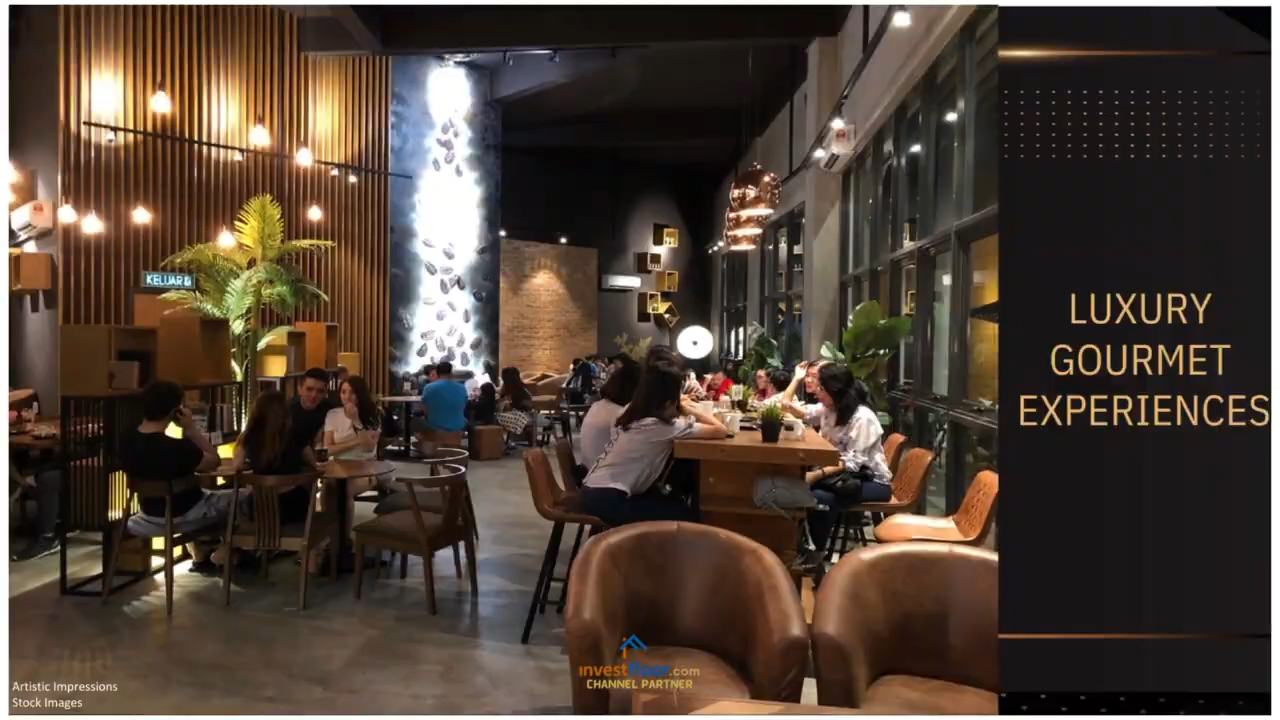 KELUAR
LUXURY
GOURMET
EXPERIENCES
investfloor.com
CHANNEL PARTNER
Artistic Impressions
Stock Images